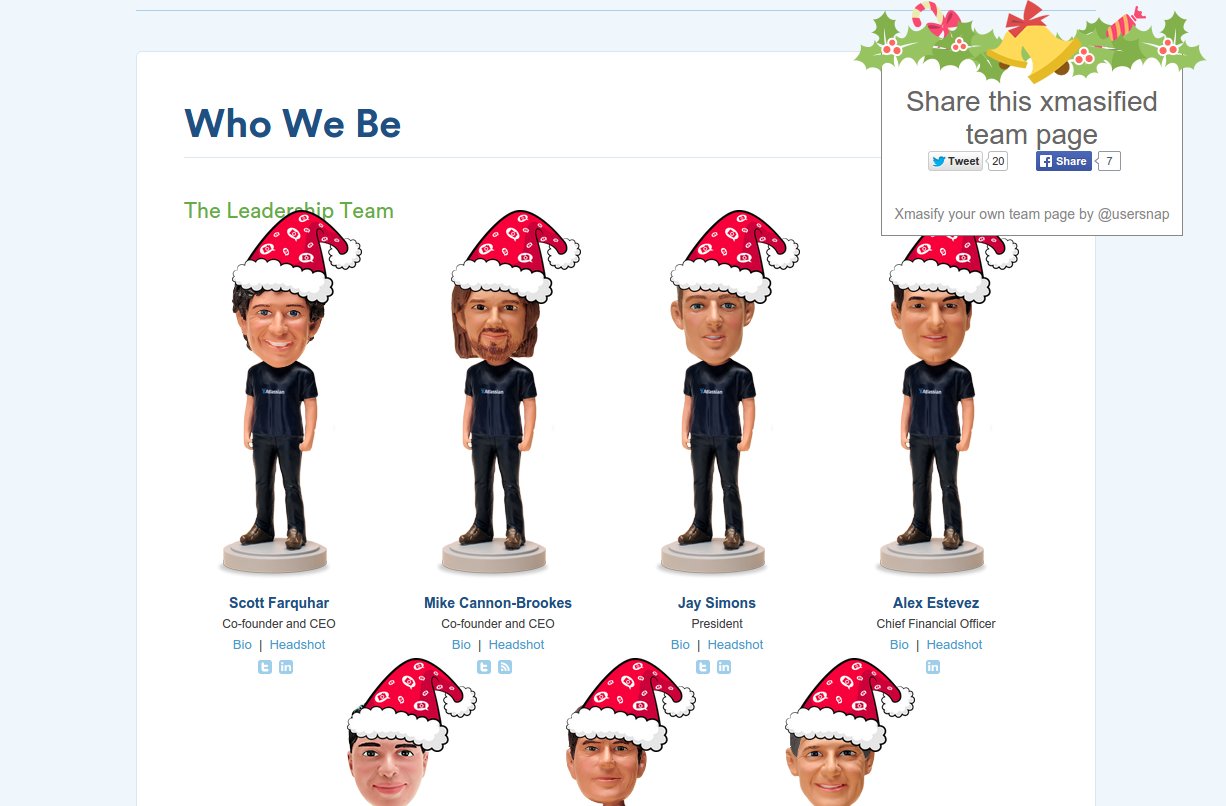 Share this xmasified
team page
Tweet 20 Share 7
Xmasify your own team page by @usersnap
Who We Be
The Leadership Team
Atlassian Atlassian Atlassian Atlassian
Scott Farquhar Mike Cannon-Brookes Jay Simons Alex Estevez
Co-founder and CEO Co-founder and CEO President Chief Financial Officer
Bio | Headshot Bio | Headshot Bio | Headshot Bio | Headshot